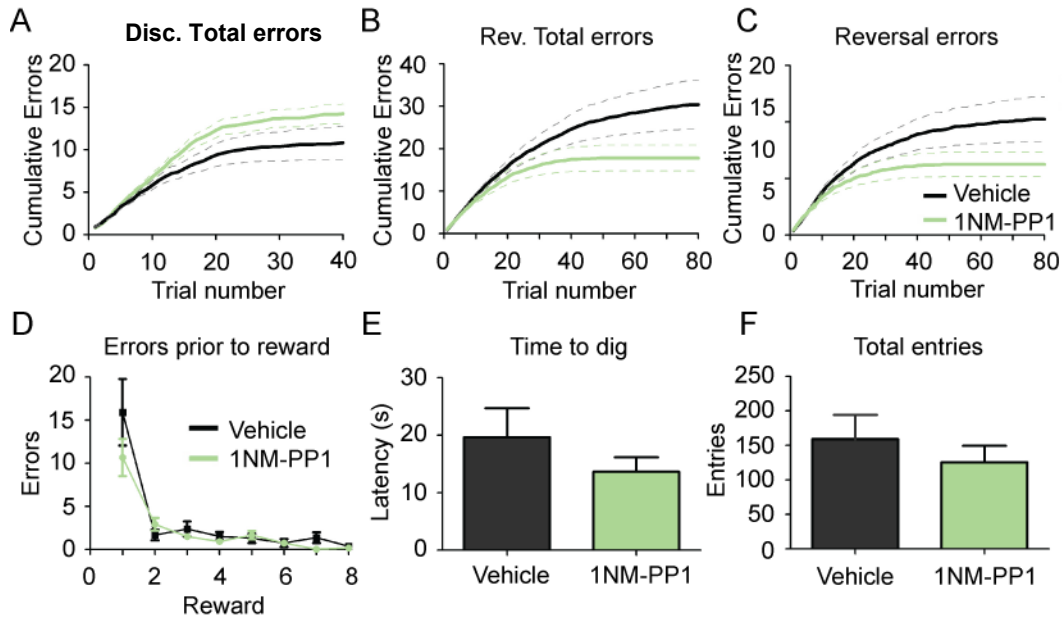 A
Disc. Total errors
Cumulative Errors
20
15
10
5
0
0
10
20
30
40
Trial number
B
Rev. Total errors
Cumulative Errors
40
30
20
10
0
0
20
40
60
80
Trial number
C
Reversal errors
Cumulative Errors
20
15
10
5
0
0
20
40
60
80
Trial number
Vehicle
1NM-PP1
D
Errors prior to reward
Errors
20
15
10
5
0
0
2
4
6
8
Reward
Vehicle
1NM-PP1
E
Time to dig
Latency (s)
30
20
10
0
Vehicle
1NM-PP1
F
Total entries
Entries
250
200
150
100
50
0
Vehicle
1NM-PP1